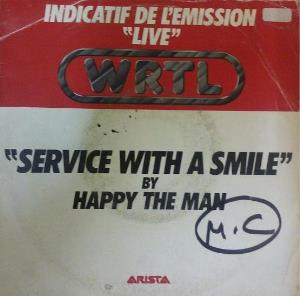 INDICATIF DE L'EMISSION
"LIVE"
WRTL
"SERVICE WITH A SMILE"
BY
HAPPY THE MAN
M.C
ARISTA